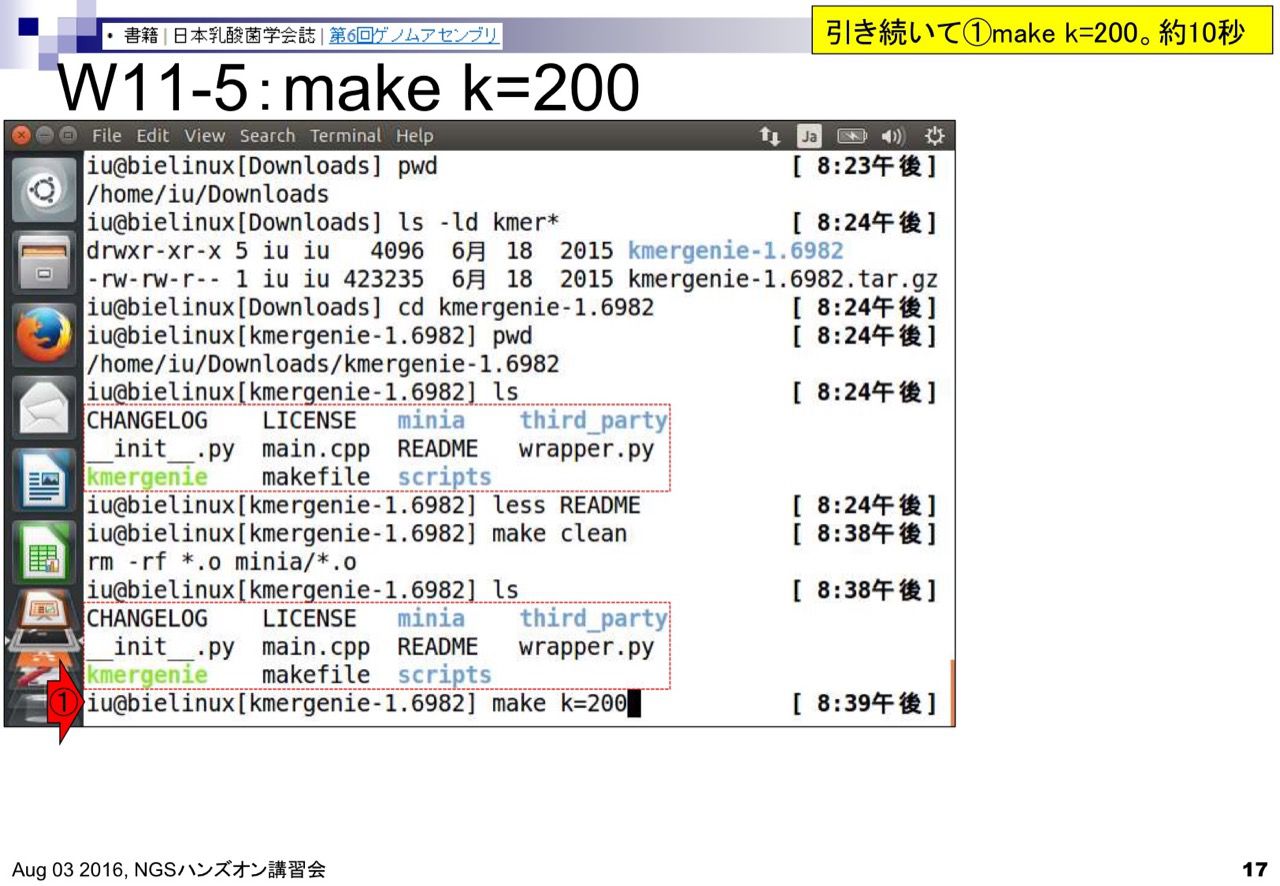 • 書籍 | 日本乳酸菌学会誌 | 第6回ゲノムアセンブリ
引き続いて①make k=200。約10秒
W11-5：make k=200
File Edit View Search Terminal Help Ja
iu@bielinux[Downloads] pwd [ 8:23午後]
/home/iu/Downloads
iu@bielinux[Downloads] ls -ld kmer* [ 8:24午後]
drwxr-xr-x 5 iu iu 4096 6月 18 2015 kmergenie-1.6982
-rw-rw-r-- 1 iu iu 423235 6月 18 2015 kmergenie-1.6982.tar.gz
iu@bielinux[Downloads] cd kmergenie-1.6982 [ 8:24午後]
iu@bielinux[kmergenie-1.6982] pwd [ 8:24午後]
/home/iu/Downloads/kmergenie-1.6982
iu@bielinux[kmergenie-1.6982] ls [ 8:24午後]
CHANGELOG LICENSE minia third_party
__init__.py main.cpp README wrapper.py
kmergenie makefile scripts
iu@bielinux[kmergenie-1.6982] less README [ 8:24午後]
iu@bielinux[kmergenie-1.6982] make clean [ 8:38午後]
rm -rf *.o minia/*.o
iu@bielinux[kmergenie-1.6982] ls [ 8:38午後]
CHANGELOG LICENSE minia third_party
__init__.py main.cpp README wrapper.py
kmergenie makefile scripts
① iu@bielinux[kmergenie-1.6982] make k=200 [ 8:39午後]
Aug 03 2016, NGSハンズオン講習会
17